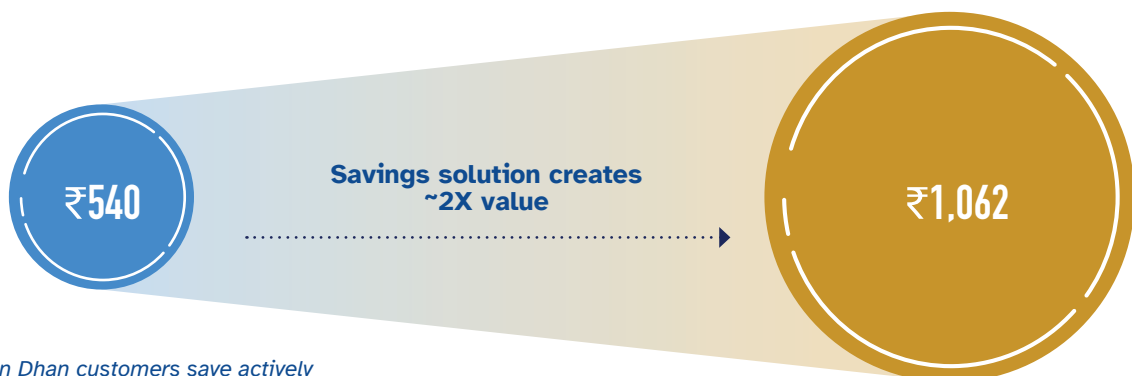 Savings solution creates
~2X value
₹540
₹1,062
n Dhan customers save actively